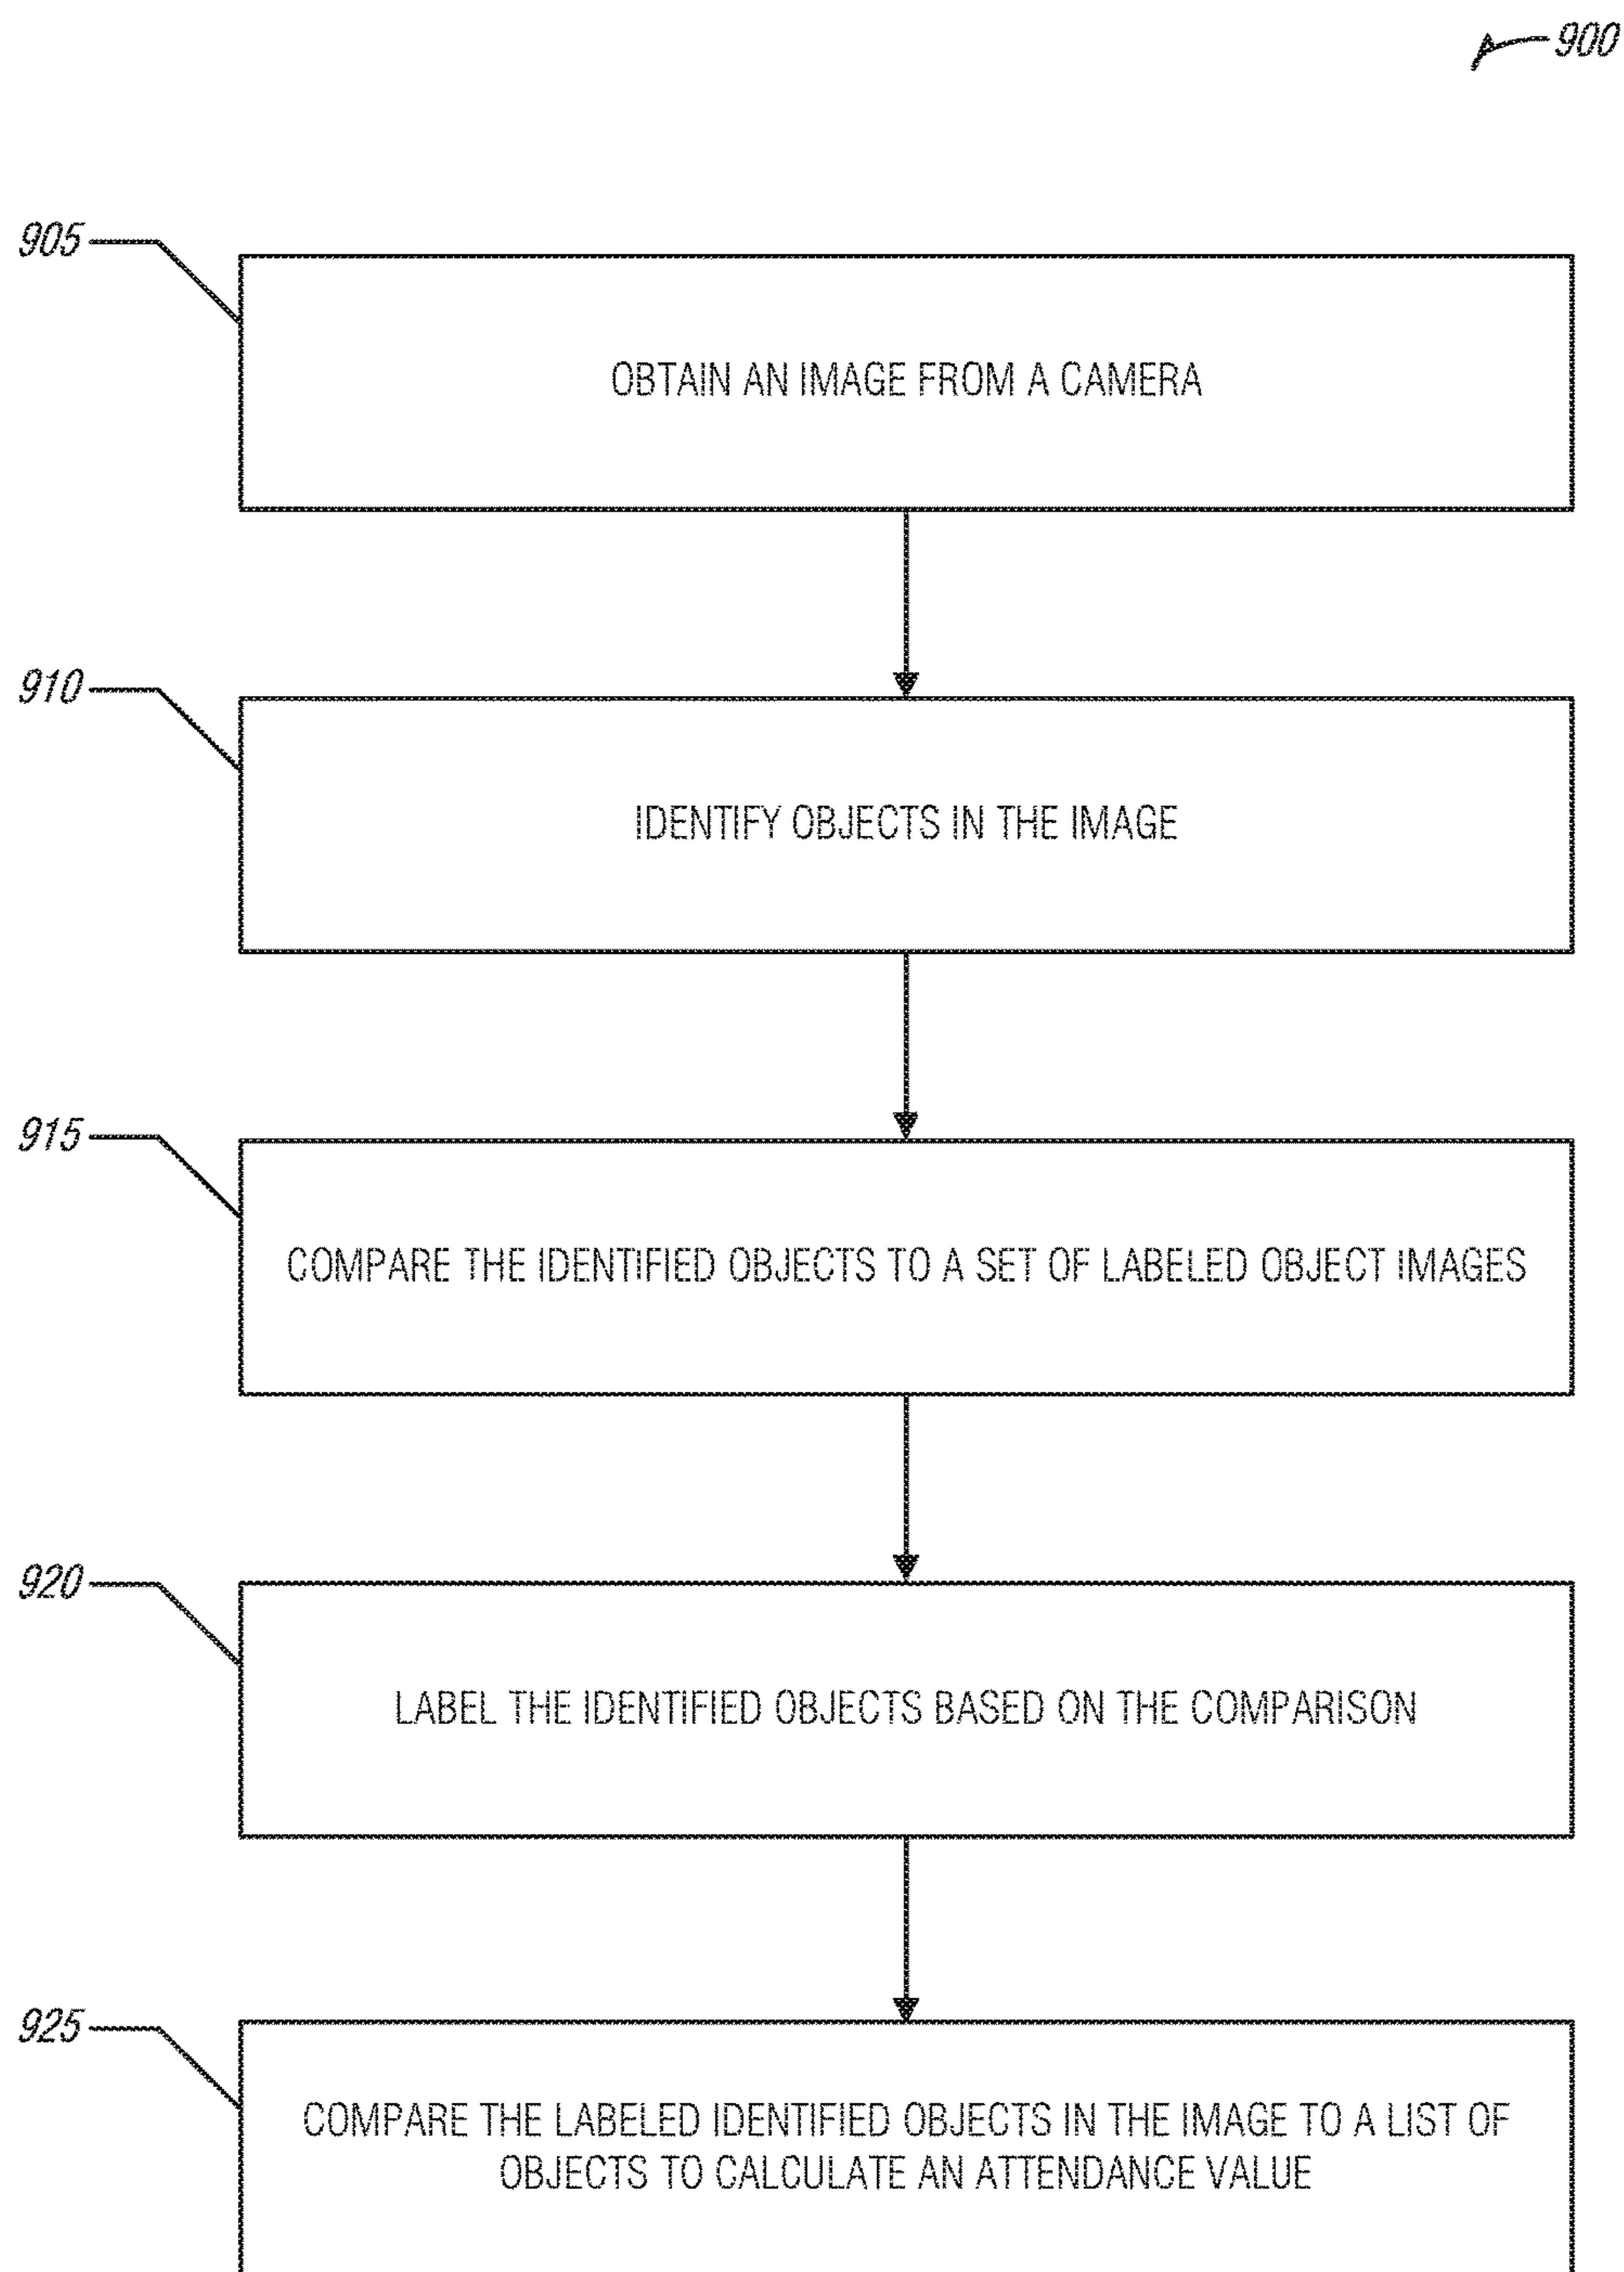 900
905
OBTAIN AN IMAGE FROM A CAMERA
910
IDENTIFY OBJECTS IN THE IMAGE
915
COMPARE THE IDENTIFIED OBJECTS TO A SET OF LABELED OBJECT IMAGES
920
LABEL THE IDENTIFIED OBJECTS BASED ON THE COMPARISON
925
COMPARE THE LABELED IDENTIFIED OBJECTS IN THE IMAGE TO A LIST OF
OBJECTS TO CALCULATE AN ATTENDANCE VALUE